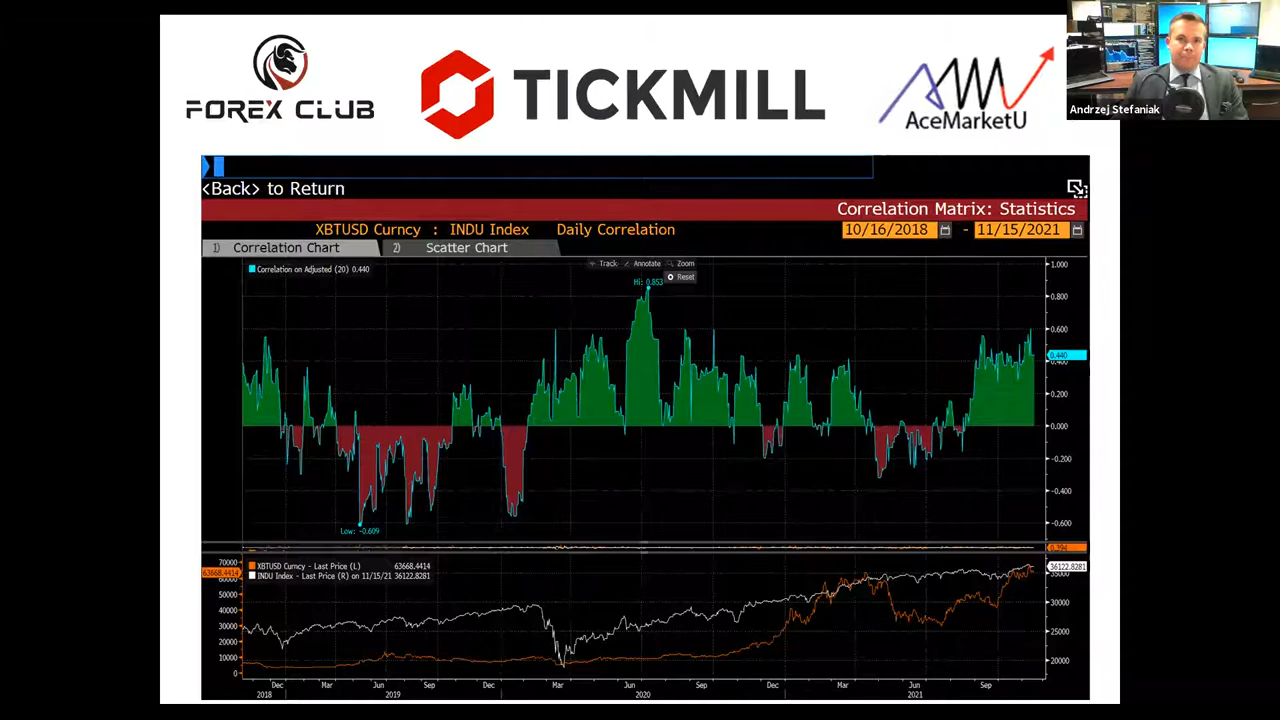 FOREX CLUB
TICKMILL
AceMarketU
Andrzej Stefaniak
<Back> to Return
Correlation Matrix: Statistics
XBTUSD Curncy : INDU Index Daily Correlation 10/16/2018 - 11/15/2021
1) Correlation Chart 2) Scatter Chart
Track Annotate Zoom
Reset
Correlation on Adjusted (20) 0.440
Hi: 0.853
Low: -0.609
1.000
0.800
0.600
0.440
0.400
0.200
0.000
-0.200
-0.400
-0.600
0.394
XBTUSD Curncy - Last Price (L) 63668.4414
INDU Index - Last Price (R) on 11/15/21 36122.8281
70000
63668.4414
60000
50000
40000
30000
20000
10000
0
36122.8281
35000
30000
25000
20000
Dec Mar Jun Sep Dec Mar Jun Sep Dec Mar Jun Sep
2018 2019 2020 2021